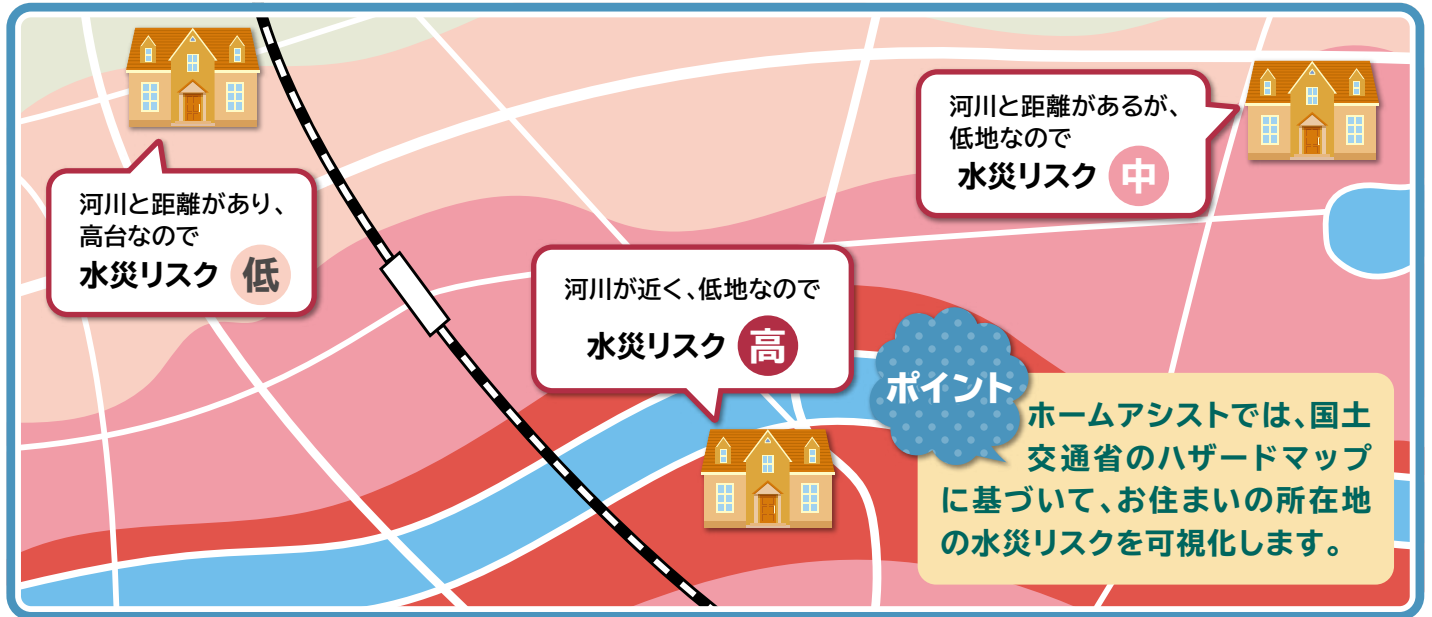 河川と距離があり、
高台なので
水災リスク 低
河川と距離があるが、
低地なので
水災リスク 中
河川が近く、低地なので
水災リスク 高
ポイント
ホームアシストでは、国土
交通省のハザードマップ
に基づいて、お住まいの所在地
の水災リスクを可視化します。